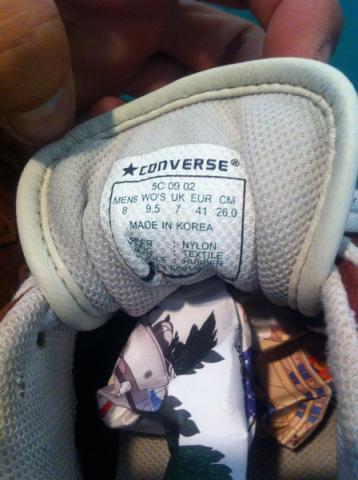 ★CONVERSE®
5C 09 02
MENS WO'S UK EUR CM
8 9.5 7 41 26.0
MADE IN KOREA
: NYLON
: TEXTILE
: RUBBER